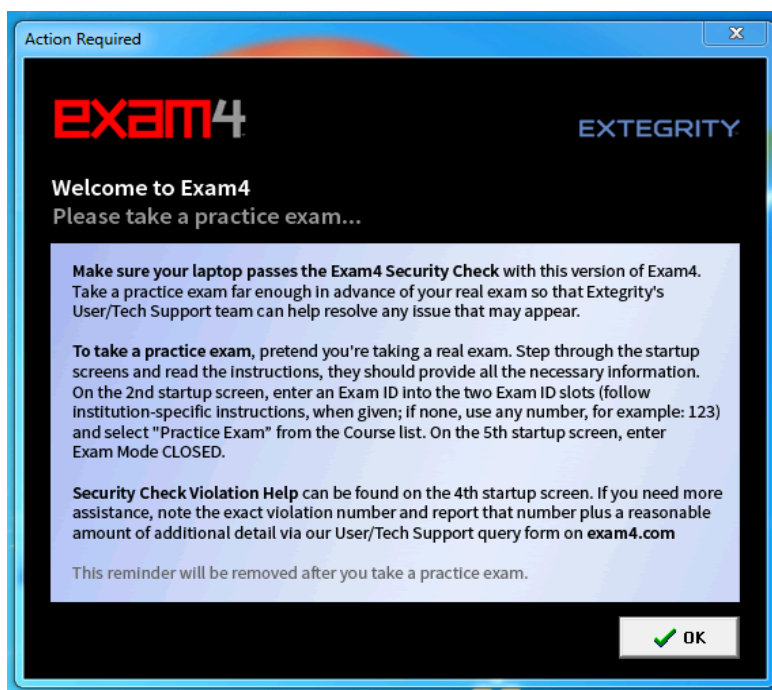 Action Required
exam4
EXTEGRITY
Welcome to Exam4
Please take a practice exam...
Make sure your laptop passes the Exam4 Security Check with this version of Exam4.
Take a practice exam far enough in advance of your real exam so that Extegrity's
User/Tech Support team can help resolve any issue that may appear.
To take a practice exam, pretend you're taking a real exam. Step through the startup
screens and read the instructions, they should provide all the necessary information.
On the 2nd startup screen, enter an Exam ID into the two Exam ID slots (follow
institution-specific instructions, when given; if none, use any number, for example: 123)
and select "Practice Exam" from the Course list. On the 5th startup screen, enter
Exam Mode CLOSED.
Security Check Violation Help can be found on the 4th startup screen. If you need more
assistance, note the exact violation number and report that number plus a reasonable
amount of additional detail via our User/Tech Support query form on exam4.com
This reminder will be removed after you take a practice exam.
OK